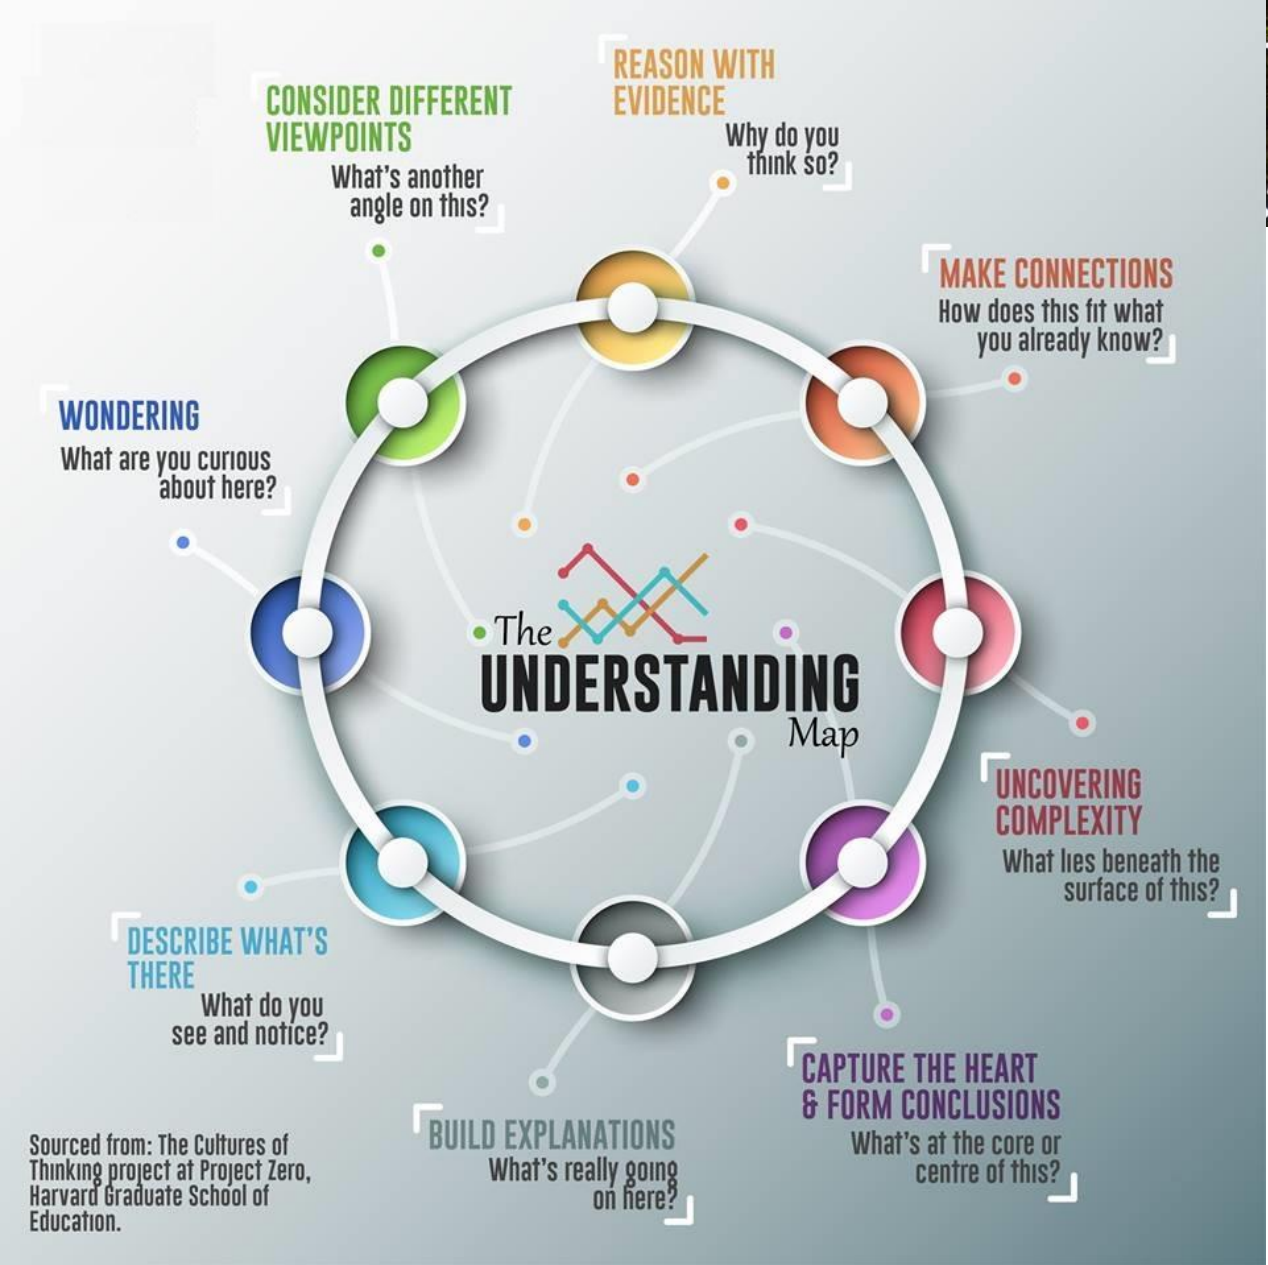 REASON WITH
EVIDENCE
Why do you
think so?
CONSIDER DIFFERENT
VIEWPOINTS
What's another
angle on this?
MAKE CONNECTIONS
How does this fit what
you already know?
WONDERING
What are you curious
about here?
The
UNDERSTANDING
Map
UNCOVERING
COMPLEXITY
What lies beneath the
surface of this?
DESCRIBE WHAT'S
THERE
What do you
see and notice?
CAPTURE THE HEART
& FORM CONCLUSIONS
What's at the core or
centre of this?
BUILD EXPLANATIONS
What's really going
on here?
Sourced from: The Cultures of
Thinking project at Project Zero,
Harvard Graduate School of
Education.